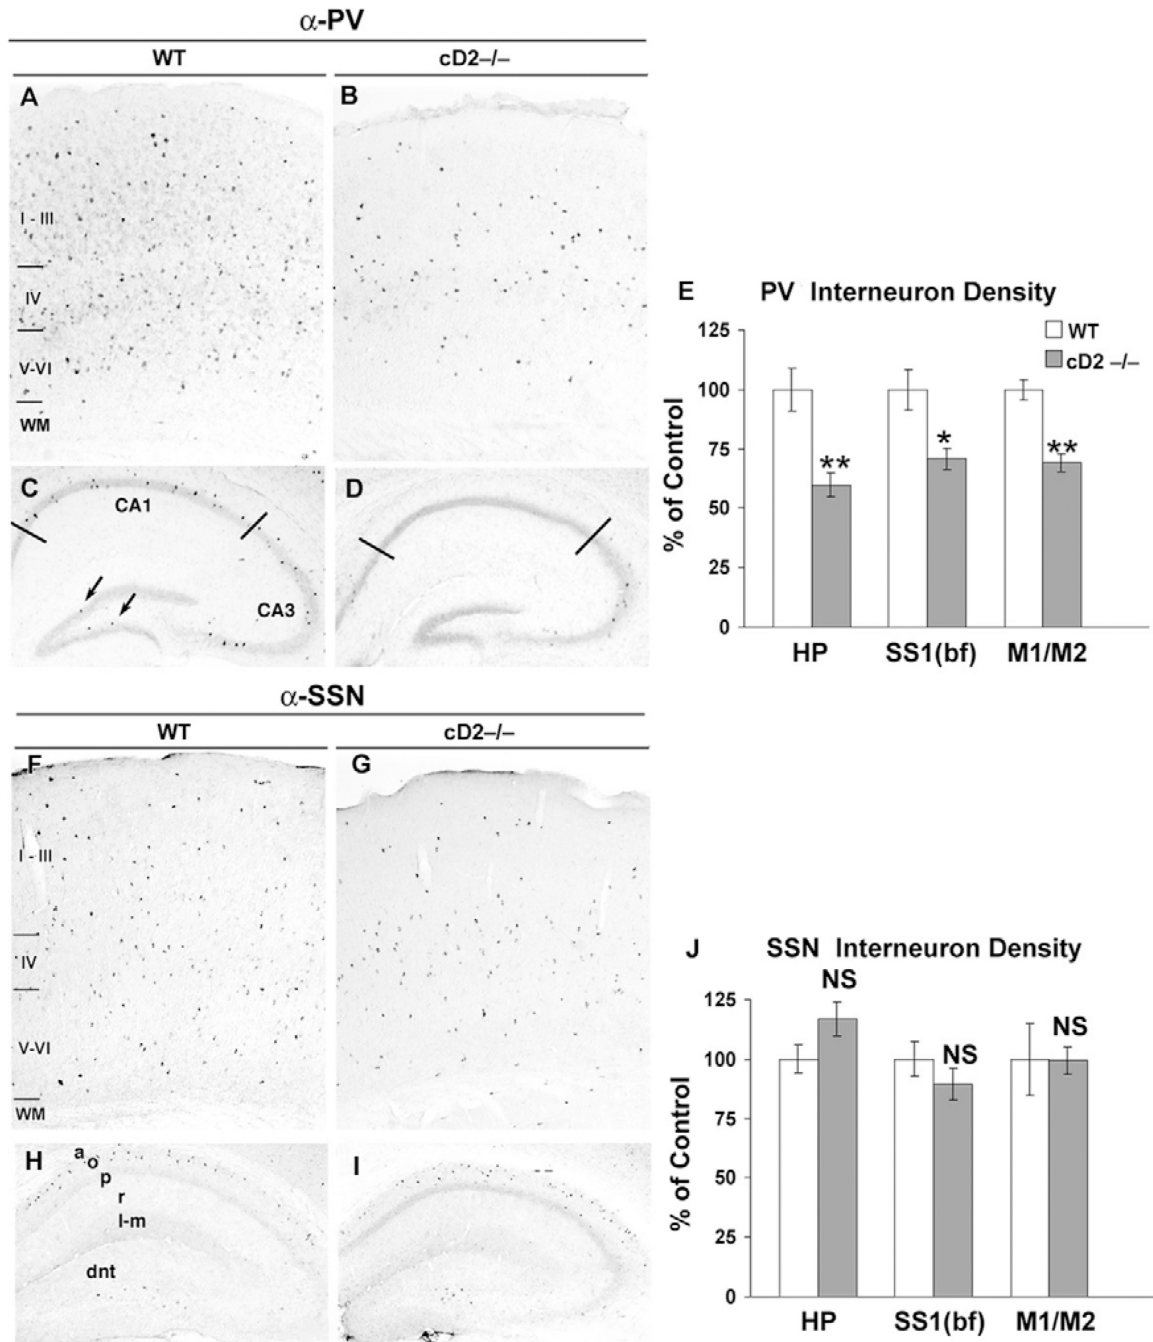 α-PV
WT
cD2–/–
A
B
I - III
IV
V-VI
WM
C
CA1
CA3
D
E PV Interneuron Density
125
100
75
50
25
0
% of Control
WT
cD2 –/–
**
*
**
HP SS1(bf) M1/M2
α-SSN
WT
cD2–/–
F
G
I - III
IV
V-VI
WM
H
a
o
p
r
l-m
dnt
I
J SSN Interneuron Density
125
100
75
50
25
0
% of Control
NS
NS
NS
HP SS1(bf) M1/M2